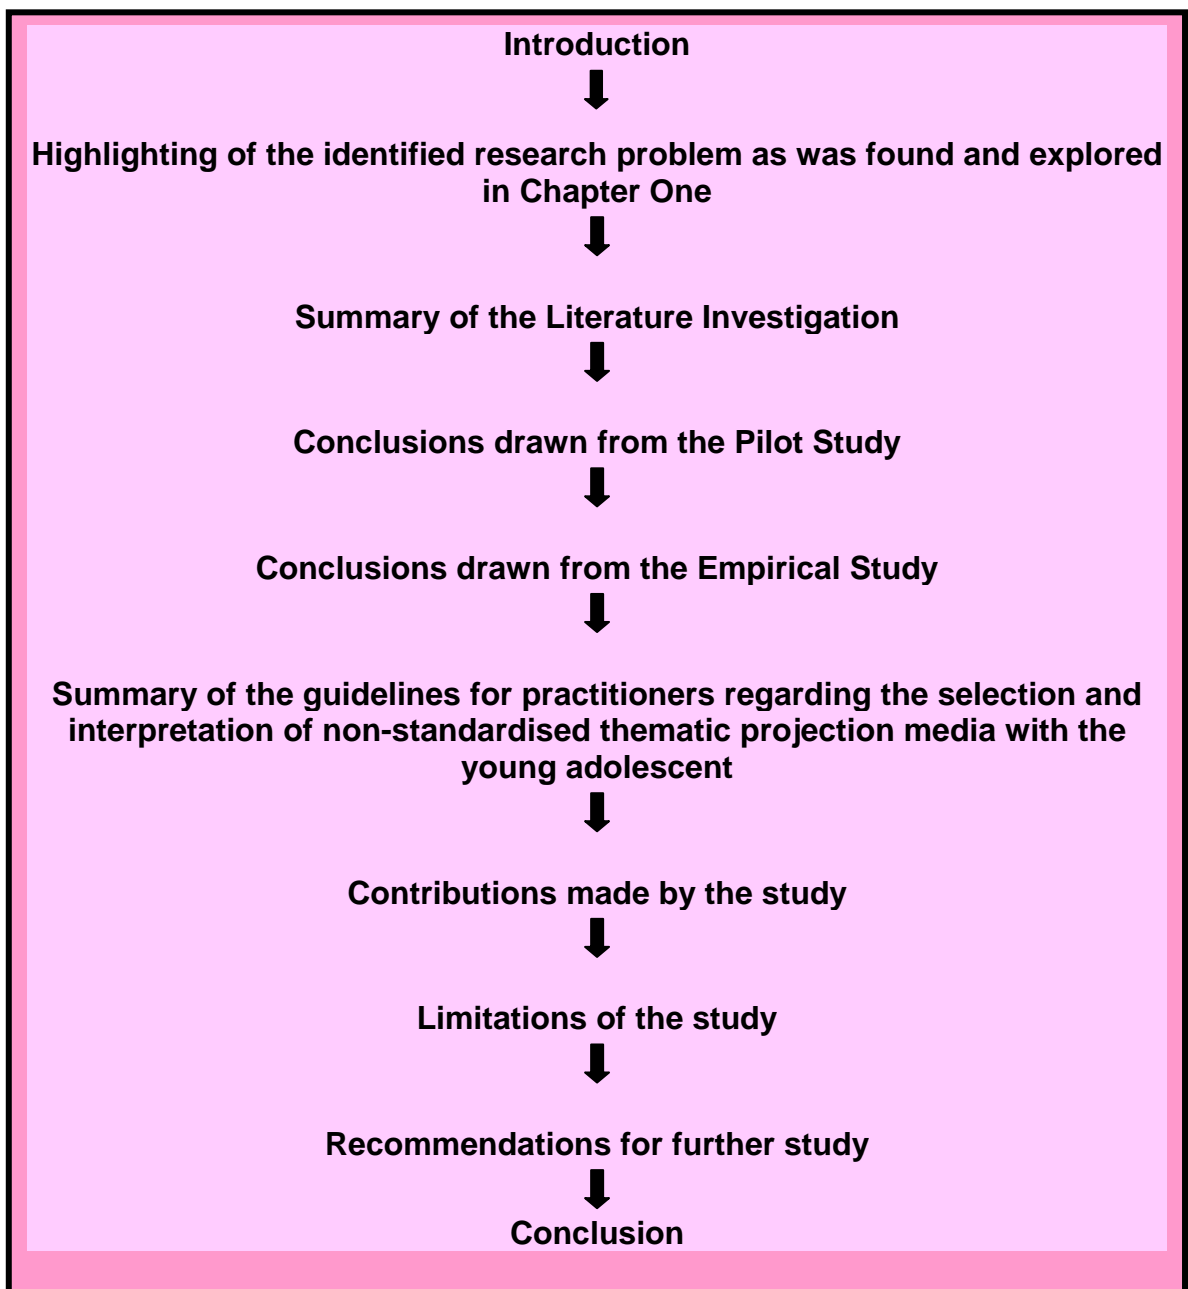 Introduction
Highlighting of the identified research problem as was found and explored
in Chapter One
Summary of the Literature Investigation
Conclusions drawn from the Pilot Study
Conclusions drawn from the Empirical Study
Summary of the guidelines for practitioners regarding the selection and
interpretation of non-standardised thematic projection media with the
young adolescent
Contributions made by the study
Limitations of the study
Recommendations for further study
Conclusion